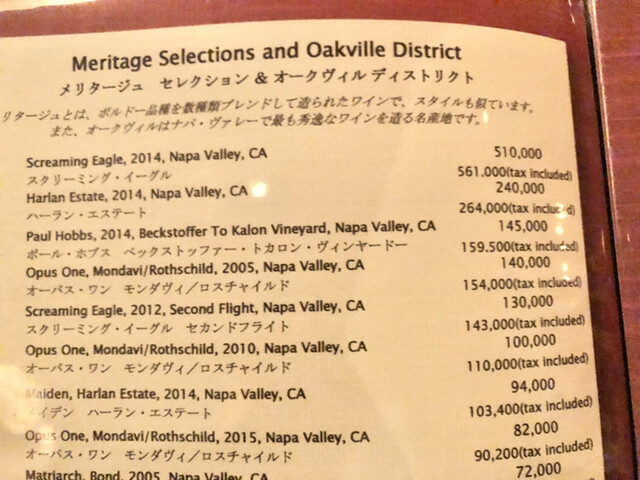 Meritage Selections and Oakville District
メリタージュ セレクション & オークヴィル ディストリクト
リタージュとは、ボルドー品種を数種類ブレンドして造られたワインで、スタイルも似ています。
また、オークヴィルはナパ・ヴァレーで最も秀逸なワインを造る名産地です。
Screaming Eagle, 2014, Napa Valley, CA 510,000
スクリーミング・イーグル 561,000(tax included)
Harlan Estate, 2014, Napa Valley, CA 240,000
ハーラン・エステート 264,000(tax included)
Paul Hobbs, 2014, Beckstoffer To Kalon Vineyard, Napa Valley, CA 145,000
ポール・ホブス ベックストッファー・トカロン・ヴィンヤードー 159.500(tax included)
Opus One, Mondavi/Rothschild, 2005, Napa Valley, CA 140,000
オーパス・ワン モンダヴィ／ロスチャイルド 154,000(tax included)
Screaming Eagle, 2012, Second Flight, Napa Valley, CA 130,000
スクリーミング・イーグル セカンドフライト 143,000(tax included)
Opus One, Mondavi/Rothschild, 2010, Napa Valley, CA 100,000
オーパス・ワン モンダヴィ／ロスチャイルド 110,000(tax included)
Maiden, Harlan Estate, 2014, Napa Valley, CA 94,000
メイデン ハーラン・エステート 103,400(tax included)
Opus One, Mondavi/Rothschild, 2015, Napa Valley, CA 82,000
オーパス・ワン モンダヴィ／ロスチャイルド 90,200(tax included)
Matriarch, Bond, 2005, Napa Valley, CA 72,000